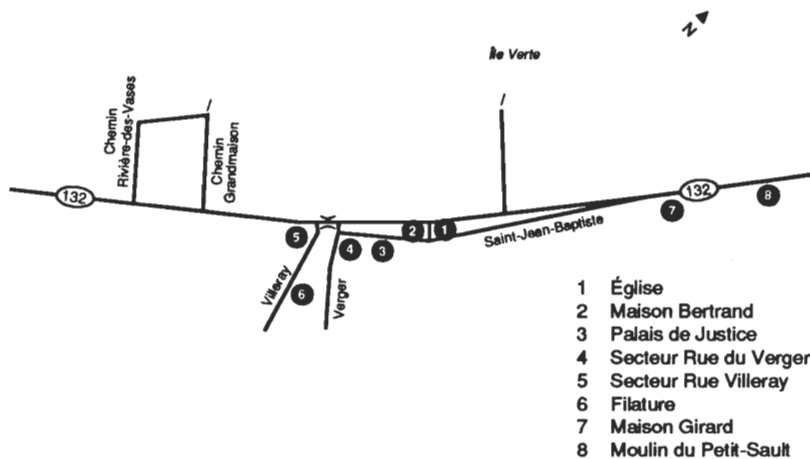 N
Île Verte
Chemin
Rivière-des-Vases
Chemin
Grandmaison
132
132
5
4
3
2
1
7
8
6
Saint-Jean-Baptiste
Villeray
Verger
1 Église
2 Maison Bertrand
3 Palais de Justice
4 Secteur Rue du Verger
5 Secteur Rue Villeray
6 Filature
7 Maison Girard
8 Moulin du Petit-Sault